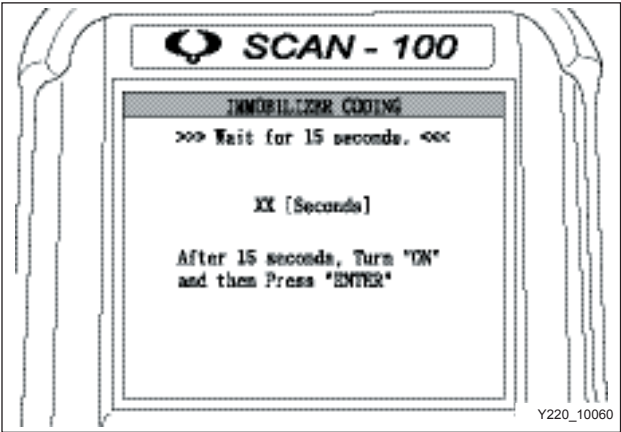 SCAN - 100
IMMOBILIZER CODING
>>> Wait for 15 seconds. <<<
XX [Seconds]
After 15 seconds, Turn "ON"
and then Press "ENTER"
Y220_10060